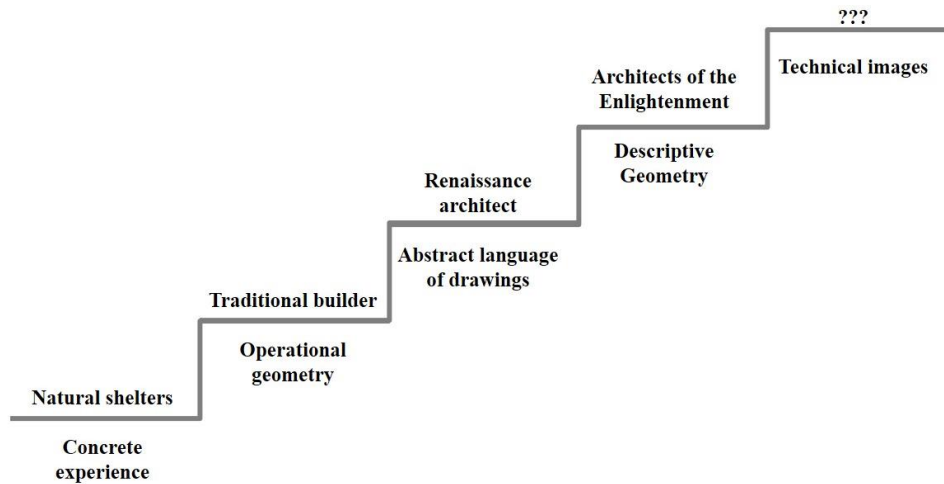 ???
Technical images
Architects of the
Enlightenment
Descriptive
Geometry
Renaissance
architect
Abstract language
of drawings
Traditional builder
Operational
geometry
Natural shelters
Concrete
experience